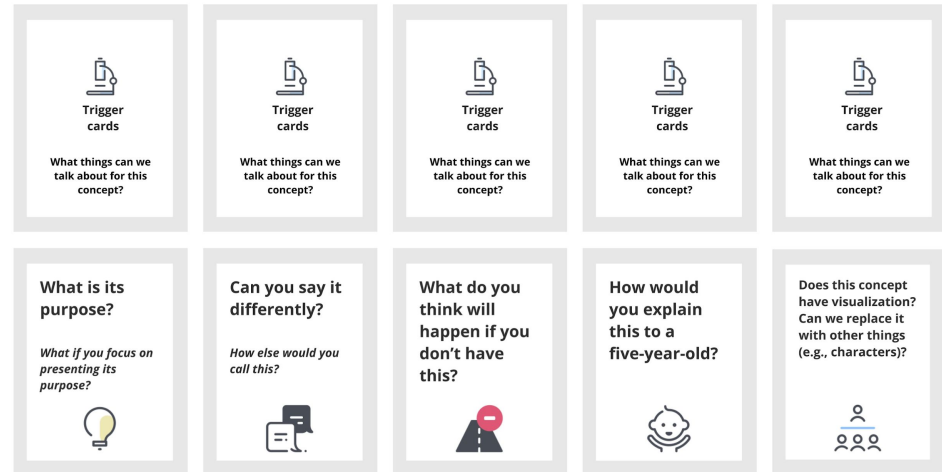 Trigger
cards
What things can we
talk about for this
concept?
Trigger
cards
What things can we
talk about for this
concept?
Trigger
cards
What things can we
talk about for this
concept?
Trigger
cards
What things can we
talk about for this
concept?
Trigger
cards
What things can we
talk about for this
concept?
What is its
purpose?
What if you focus on
presenting its
purpose?
Can you say it
differently?
How else would you
call this?
What do you
think will
happen if you
don’t have
this?
How would
you explain
this to a
five-year-old?
Does this concept
have visualization?
Can we replace it
with other things
(e.g., characters)?